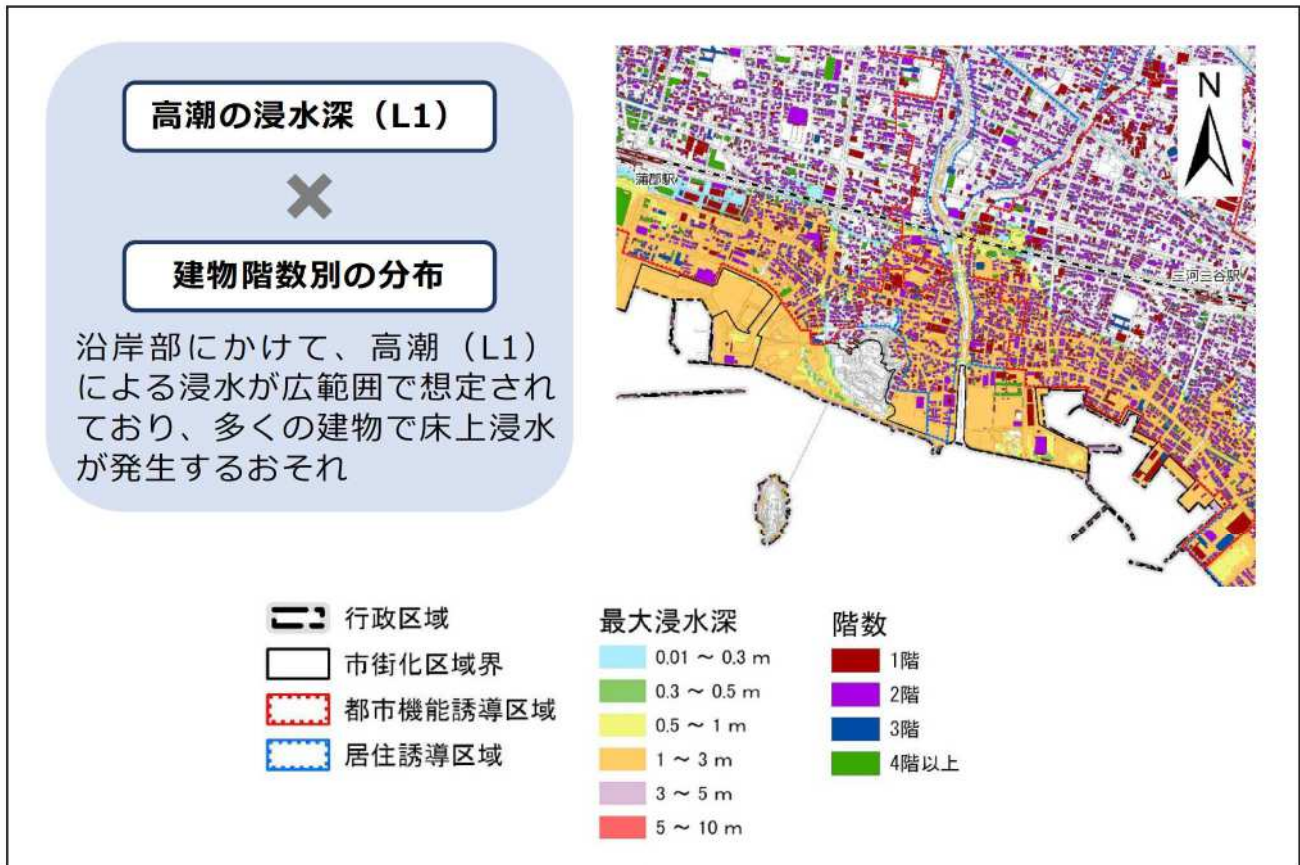 高潮の浸水深（L1）
×
建物階数別の分布
沿岸部にかけて、高潮（L1）
による浸水が広範囲で想定され
ており、多くの建物で床上浸水
が発生するおそれ
N
蒲郡駅
三河三谷駅
行政区域
市街化区域界
都市機能誘導区域
居住誘導区域
最大浸水深
0.01 ～ 0.3 m
0.3 ～ 0.5 m
0.5 ～ 1 m
1 ～ 3 m
3 ～ 5 m
5 ～ 10 m
階数
1階
2階
3階
4階以上